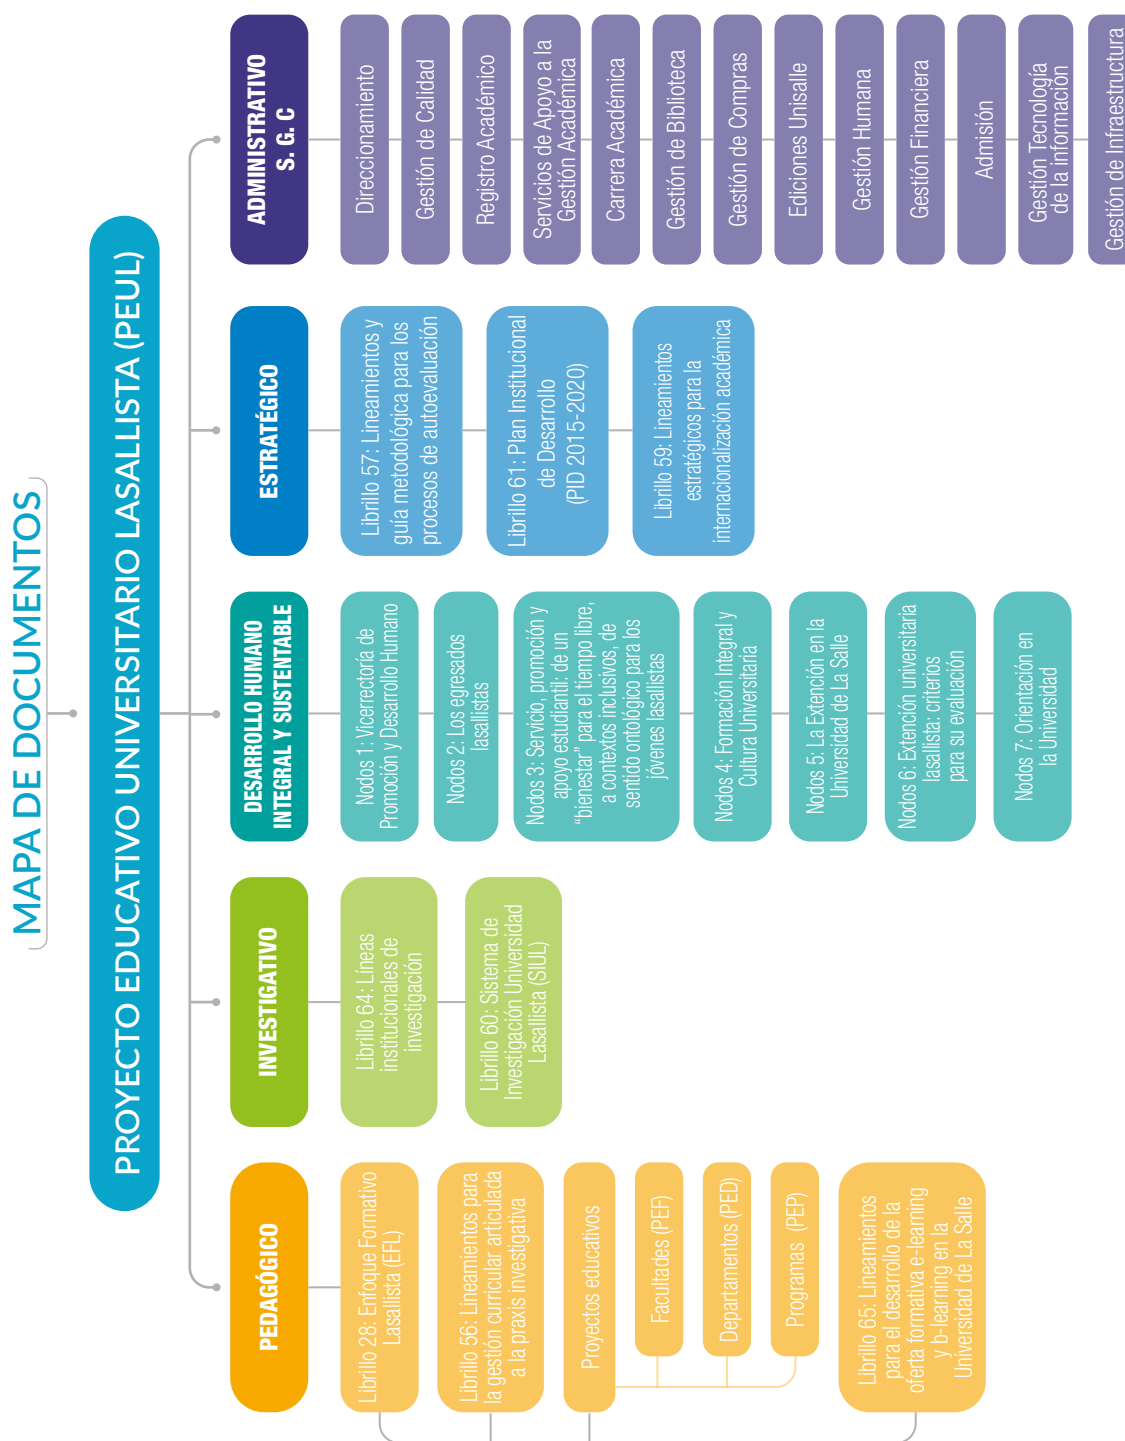 MAPA DE DOCUMENTOS
PROYECTO EDUCATIVO UNIVERSITARIO LASALLISTA (PEUL)
PEDAGÓGICO
Librillo 28: Enfoque Formativo
Lasallista (EFL)
Librillo 56: Lineamientos para
la gestión curricular articulada
a la praxis investigativa
Proyectos educativos
Facultades (PEF)
Departamentos (PED)
Programas (PEP)
Librillo 65: Lineamientos
para el desarollo de la
oferta formativa e-learning
y b-learning en la
Universidad de La Salle
INVESTIGATIVO
Librillo 64: Líneas
institucionales de
investigación
Librillo 60: Sistema de
Investigación Universidad
Lasallista (SIUL)
DESARROLLO HUMANO
INTEGRAL Y SUSTENTABLE
Nodos 1: Vicerrectoría de
Promoción y Desarrollo Humano
Nodos 2: Los egresados
lasallistas
Nodos 3: Servicio, promoción y
apoyo estudiantil: de un
“bienestar” para el tiempo libre,
a contextos inclusivos, de
sentido ontológico para los
jóvenes lasallistas
Nodos 4: Formación Integral y
Cultura Universitaria
Nodos 5: La Extención en la
Universidad de La Salle
Nodos 6: Extención universitaria
lasallista: criterios
para su evaluación
Nodos 7: Orientación en
la Universidad
ESTRATÉGICO
Librillo 57: Lineamientos y
guía metodológica para los
procesos de autoevaluación
Librillo 61: Plan Institucional
de Desarrollo
(PID 2015-2020)
Librillo 59: Lineamientos
estratégicos para la
internacionalización académica
ADMINISTRATIVO
S. G. C
Direccionamiento
Gestión de Calidad
Registro Académico
Servicios de Apoyo a la
Gestión Académica
Carrera Académica
Gestión de Biblioteca
Gestión de Compras
Ediciones Unisalle
Gestión Humana
Gestión Financiera
Admisión
Gestión Tecnología
de la información
Gestión de Infraestructura